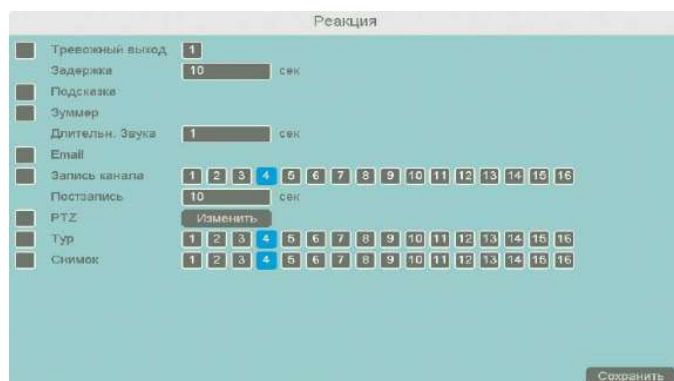 Реакция
Тревожный выход 1
Задержка 10 сек
Подсказка
Зуммер
Длительн. Звука 1 сек
Email
Запись канала 1 2 3 4 5 6 7 8 9 10 11 12 13 14 15 16
Постзапись 10 сек
PTZ Изменить
Тур 1 2 3 4 5 6 7 8 9 10 11 12 13 14 15 16
Снимок 1 2 3 4 5 6 7 8 9 10 11 12 13 14 15 16
Сохранить